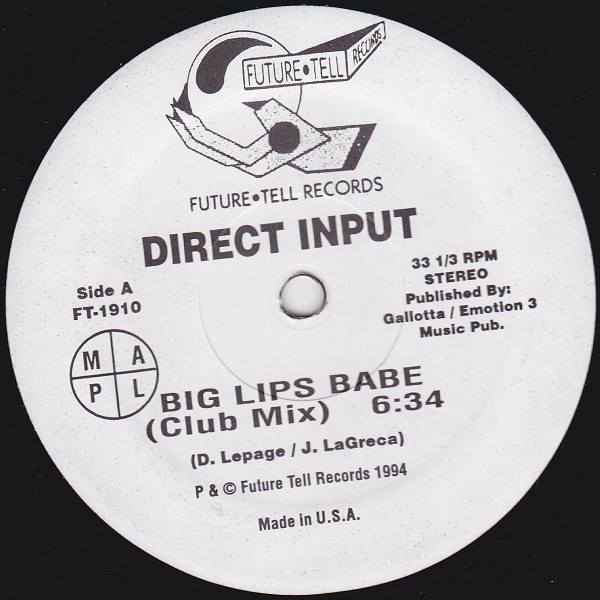 FUTURE•TELL
RECORDS
FUTURE•TELL RECORDS
DIRECT INPUT
Side A
FT-1910
33 1/3 RPM
STEREO
Published By:
Gallotta / Emotion 3
Music Pub.
M A
P L
BIG LIPS BABE
(Club Mix) 6:34
(D. Lepage / J. LaGreca)
P & © Future Tell Records 1994
Made in U.S.A.